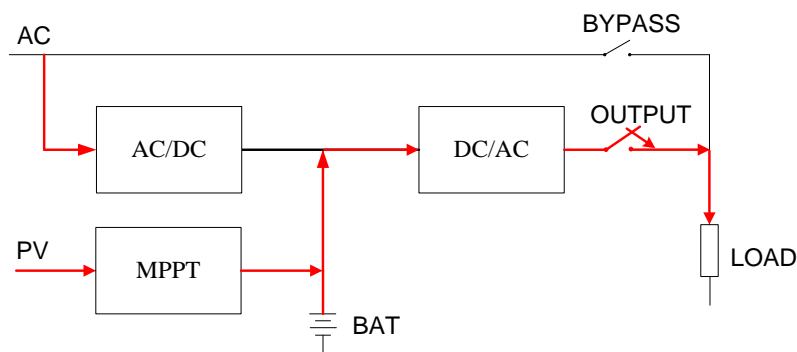 AC
BYPASS
AC/DC
DC/AC
OUTPUT
PV
MPPT
BAT
LOAD